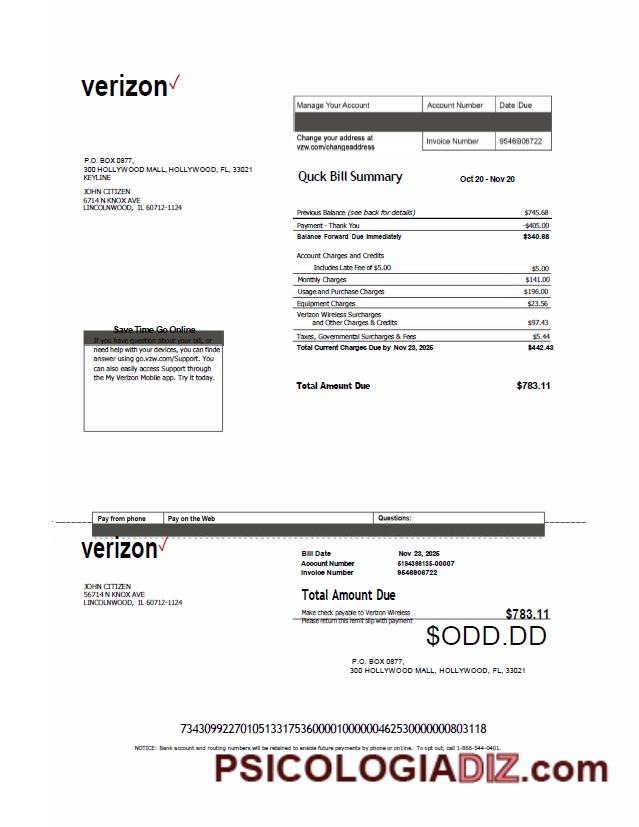 verizon✓
Manage Your Account Account Number Date Due
Change your address at
vzw.com/changeaddress
Invoice Number 9546906722
P.O. BOX 0877,
300 HOLLYWOOD MALL, HOLLYWOOD, FL, 33021
KEYLINE
JOHN CITIZEN
6714 N KNOX AVE
LINCOLNWOOD, IL 60712-1124
Quck Bill Summary Oct 20 - Nov 20
Previous Balance (see back for details) $745.68
Payment - Thank You -$405.00
Balance Forward Due Immediately $340.68
Account Charges and Credits
Includes Late Fee of $5.00 $5.00
Monthly Charges $141.00
Usage and Purchase Charges $196.00
Equipment Charges $23.56
Verizon Wireless Surcharges
and Other Charges & Credits $97.43
Taxes, Governmental Surcharges & Fees $5.44
Total Current Charges Due by Nov 23, 2025 $442.43
Total Amount Due $783.11
Save Time Go Online
If you have question about your bill, or
need help with your devices, you can finde
answer using go.vzw.com/Support. You
can also easily access Support through
the My Verizon Mobile app. Try it today.
Pay from phone Pay on the Web Questions:
verizon✓
Bill Date Nov 23, 2025
Account Number 5194366135-00007
Invoice Number 9546906722
JOHN CITIZEN
56714 N KNOX AVE
LINCOLNWOOD, IL 60712-1124
Total Amount Due
Make check payable to Verizon Wireless $783.11
Please return this remit slip with payment
$ODD.DD
P.O. BOX 0877,
300 HOLLYWOOD MALL, HOLLYWOOD, FL, 33021
NOTICE: Bank account and routing numbers will be retained to enable future payments by phone or online. To opt out, call 1-866-544-0401.
PSICOLOGIADIZ.com